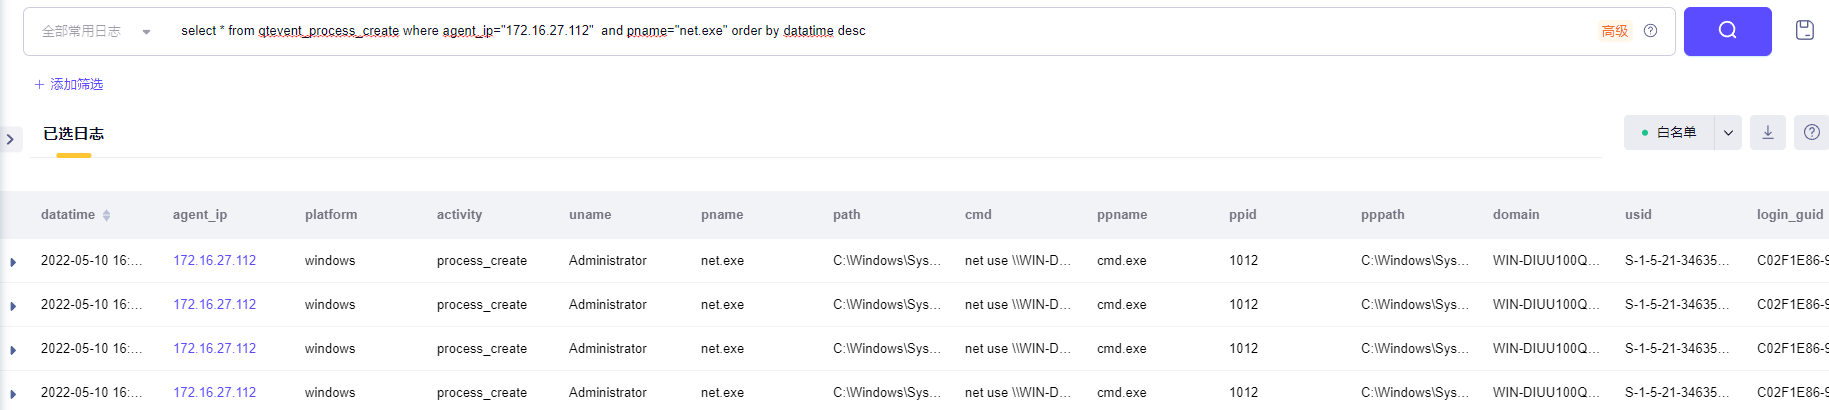 全部常用日志 select * from qtevent_process_create where agent_ip="172.16.27.112"  and pname="net.exe" order by datatime desc 高级
+ 添加筛选
已选日志 白名单
datatime agent_ip platform activity uname pname path cmd ppname ppid pppath domain usid login_guid
2022-05-10 16:... 172.16.27.112 windows process_create Administrator net.exe C:\Windows\Sys... net use \\WIN-D... cmd.exe 1012 C:\Windows\Sys... WIN-DIUU100Q... S-1-5-21-34635... C02F1E86-9
2022-05-10 16:... 172.16.27.112 windows process_create Administrator net.exe C:\Windows\Sys... net use \\WIN-D... cmd.exe 1012 C:\Windows\Sys... WIN-DIUU100Q... S-1-5-21-34635... C02F1E86-9
2022-05-10 16:... 172.16.27.112 windows process_create Administrator net.exe C:\Windows\Sys... net use \\WIN-D... cmd.exe 1012 C:\Windows\Sys... WIN-DIUU100Q... S-1-5-21-34635... C02F1E86-9
2022-05-10 16:... 172.16.27.112 windows process_create Administrator net.exe C:\Windows\Sys... net use \\WIN-D... cmd.exe 1012 C:\Windows\Sys... WIN-DIUU100Q... S-1-5-21-34635... C02F1E86-9